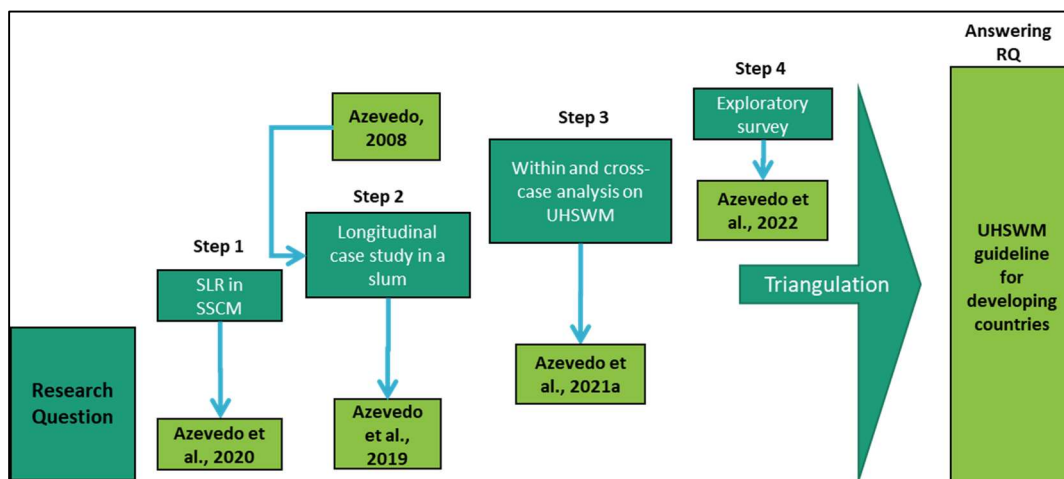 Research
Question
Step 1
SLR in
SSCM
Azevedo et
al., 2020
Azevedo,
2008
Step 2
Longitudinal
case study in a
slum
Azevedo
et al.,
2019
Step 3
Within and cross-
case analysis on
UHSWM
Azevedo et
al., 2021a
Step 4
Exploratory
survey
Azevedo et
al., 2022
Triangulation
Answering
RQ
UHSWM
guideline
for
developing
countries